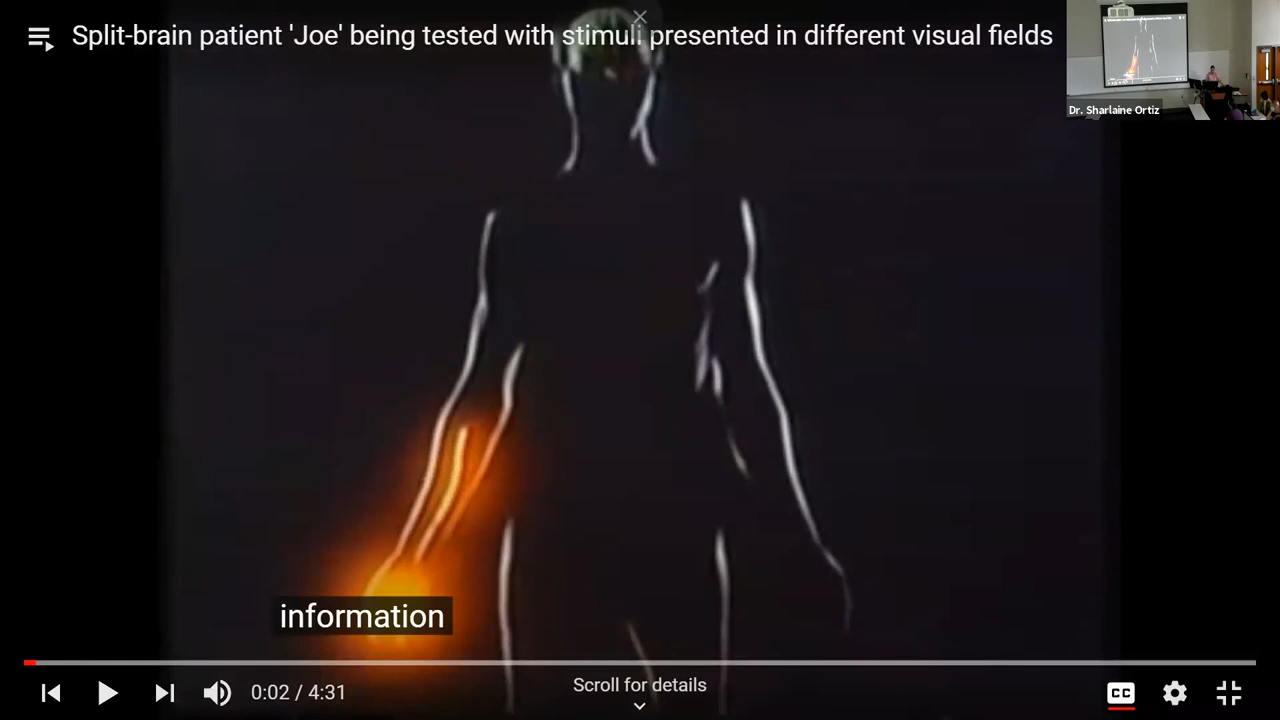 Split-brain patient 'Joe' being tested with stimuli presented in different visual fields
Dr. Sharlaine Ortiz
information
0:02 / 4:31
Scroll for details
CC